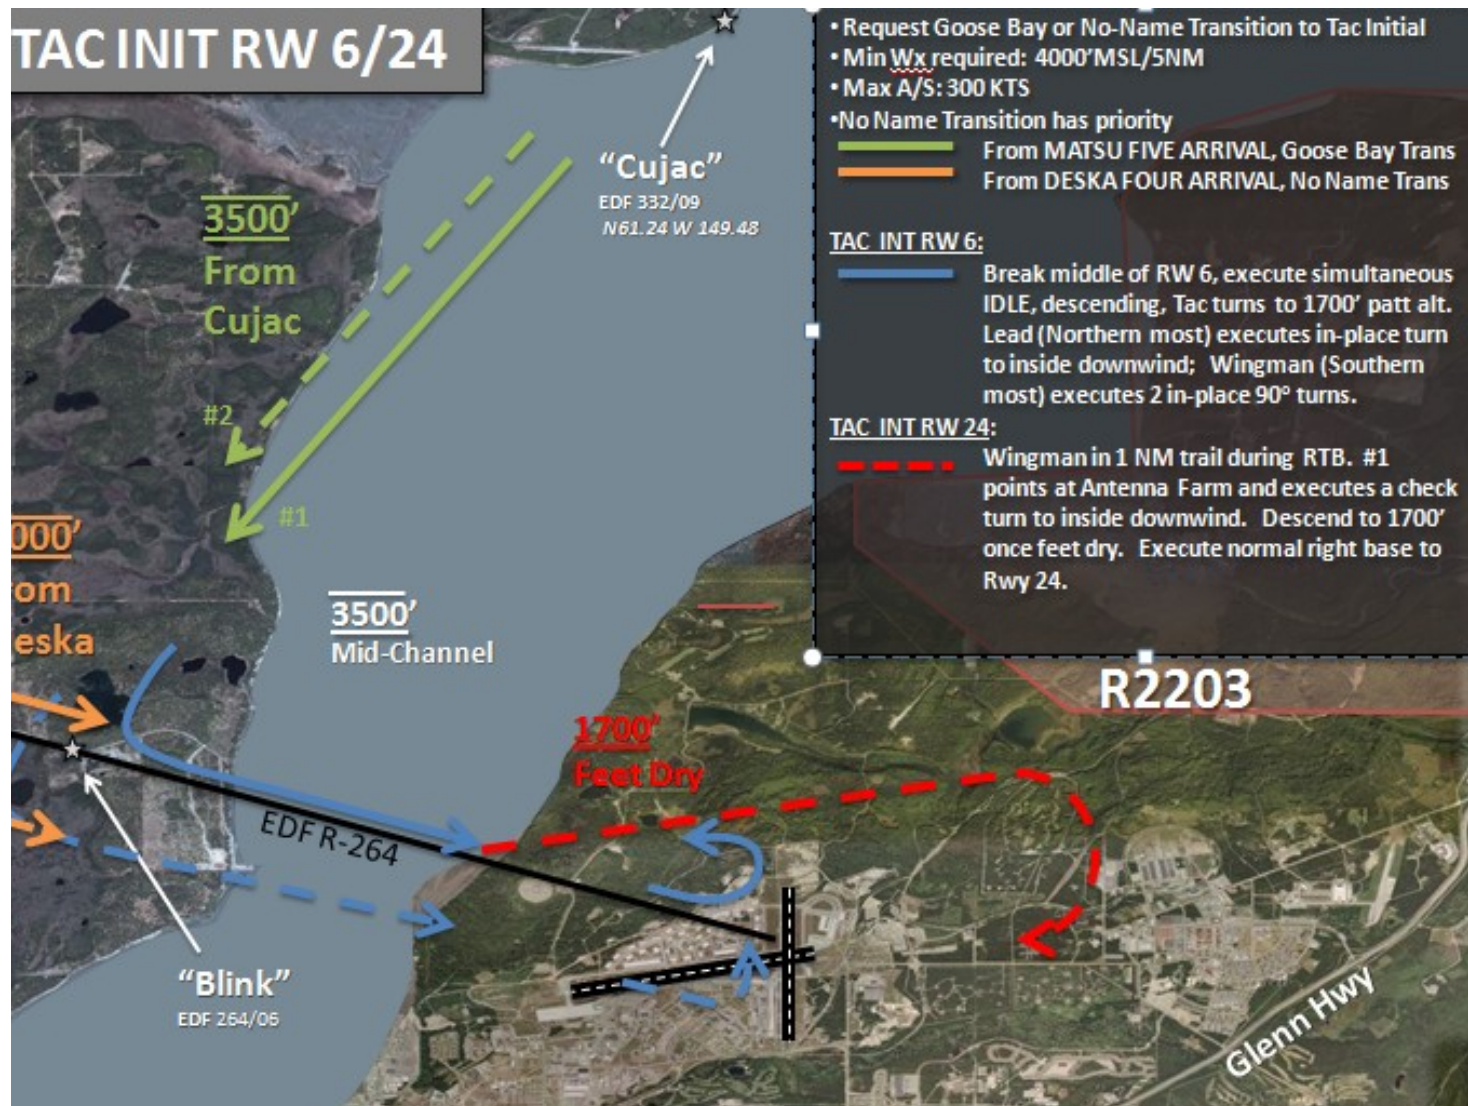 TAC INIT RW 6/24
• Request Goose Bay or No-Name Transition to Tac Initial
• Min Wx required: 4000'MSL/5NM
• Max A/S: 300 KTS
•No Name Transition has priority
From MATSU FIVE ARRIVAL, Goose Bay Trans
From DESKA FOUR ARRIVAL, No Name Trans
TAC INT RW 6:
Break middle of RW 6, execute simultaneous
IDLE, descending, Tac turns to 1700' patt alt.
Lead (Northern most) executes in-place turn
to inside downwind; Wingman (Southern
most) executes 2 in-place 90° turns.
TAC INT RW 24:
Wingman in 1 NM trail during RTB. #1
points at Antenna Farm and executes a check
turn to inside downwind. Descend to 1700'
once feet dry. Execute normal right base to
Rwy 24.
"Cujac"
EDF 332/09
N61.24 W 149.48
3500'
From
Cujac
#2
#1
000'
om
eska
3500'
Mid-Channel
R2203
1700'
Feet Dry
EDF R-264
"Blink"
EDF 264/06
Glenn Hwy